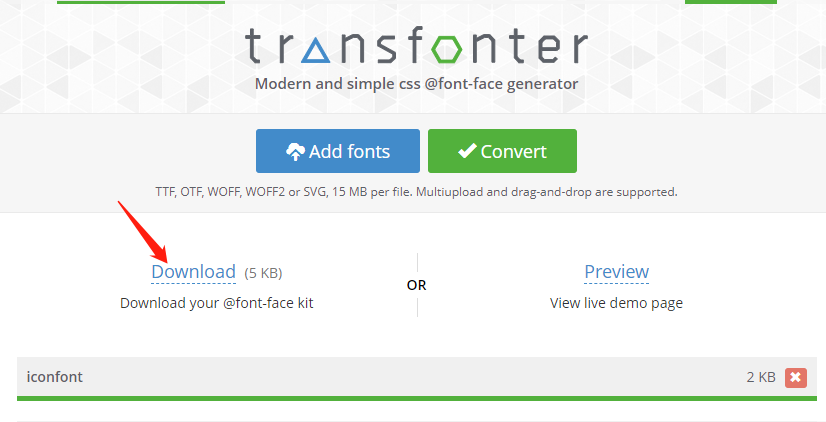 transfonter
Modern and simple css @font-face generator
Add fonts
Convert
TTF, OTF, WOFF, WOFF2 or SVG, 15 MB per file. Multiupload and drag-and-drop are supported.
Download (5 KB)
Download your @font-face kit
OR
Preview
View live demo page
iconfont 2 KB